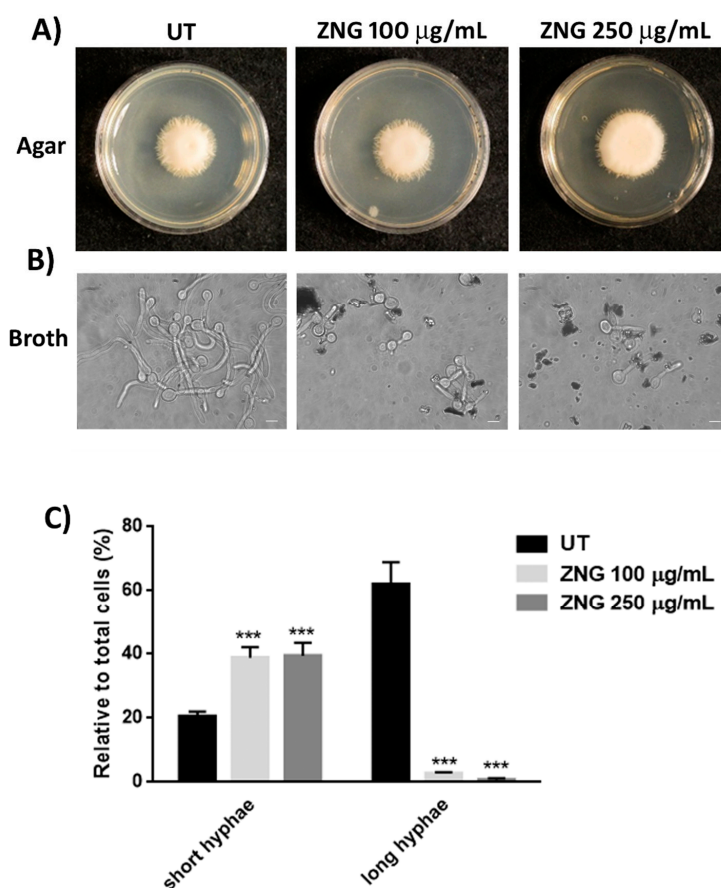 A)
UT
ZNG 100 μg/mL
ZNG 250 μg/mL
Agar
B)
Broth
C)
Relative to total cells (%)
80
60
40
20
0
*** ***
*** ***
short hyphae
long hyphae
UT
ZNG 100 μg/mL
ZNG 250 μg/mL